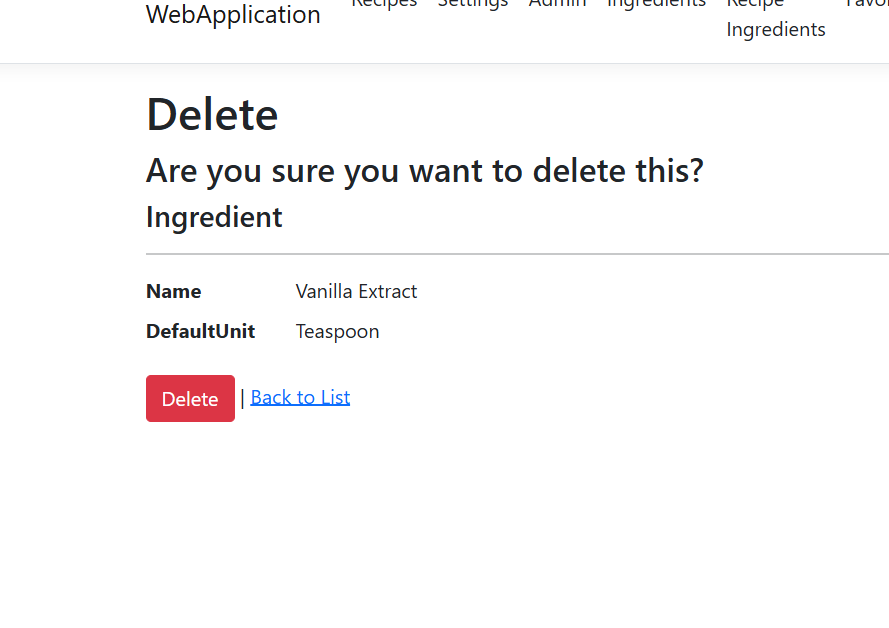 WebApplication Recipes Settings Admin Ingredients Recipe
Ingredients
Delete
Are you sure you want to delete this?
Ingredient
Name Vanilla Extract
DefaultUnit Teaspoon
Delete | Back to List